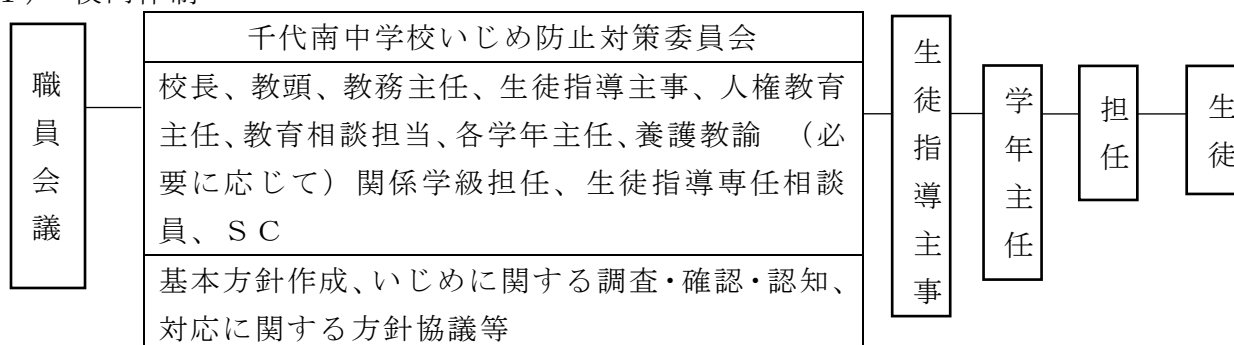 職員会議
千代南中学校いじめ防止対策委員会
校長、教頭、教務主任、生徒指導主事、人権教育
主任、教育相談担当、各学年主任、養護教諭　（必
要に応じて）関係学級担任、生徒指導専任相談
員、ＳＣ
基本方針作成、いじめに関する調査・確認・認知、
対応に関する方針協議等
生徒指導主事
学年主任
担任
生徒